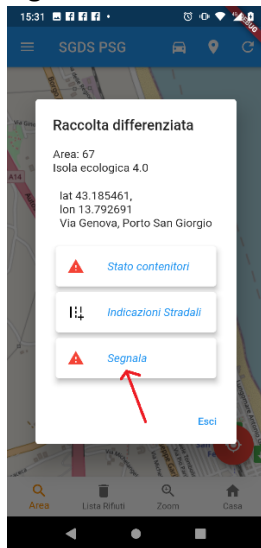 15:31
SGDS PSG
Raccolta differenziata
Area: 67
Isola ecologica 4.0
lat 43.185461,
lon 13.792691
Via Genova, Porto San Giorgio
Stato contenitori
Indicazioni Stradali
Segnala
Esci
A14
Area
Lista Rifiuti
Zoom
Casa